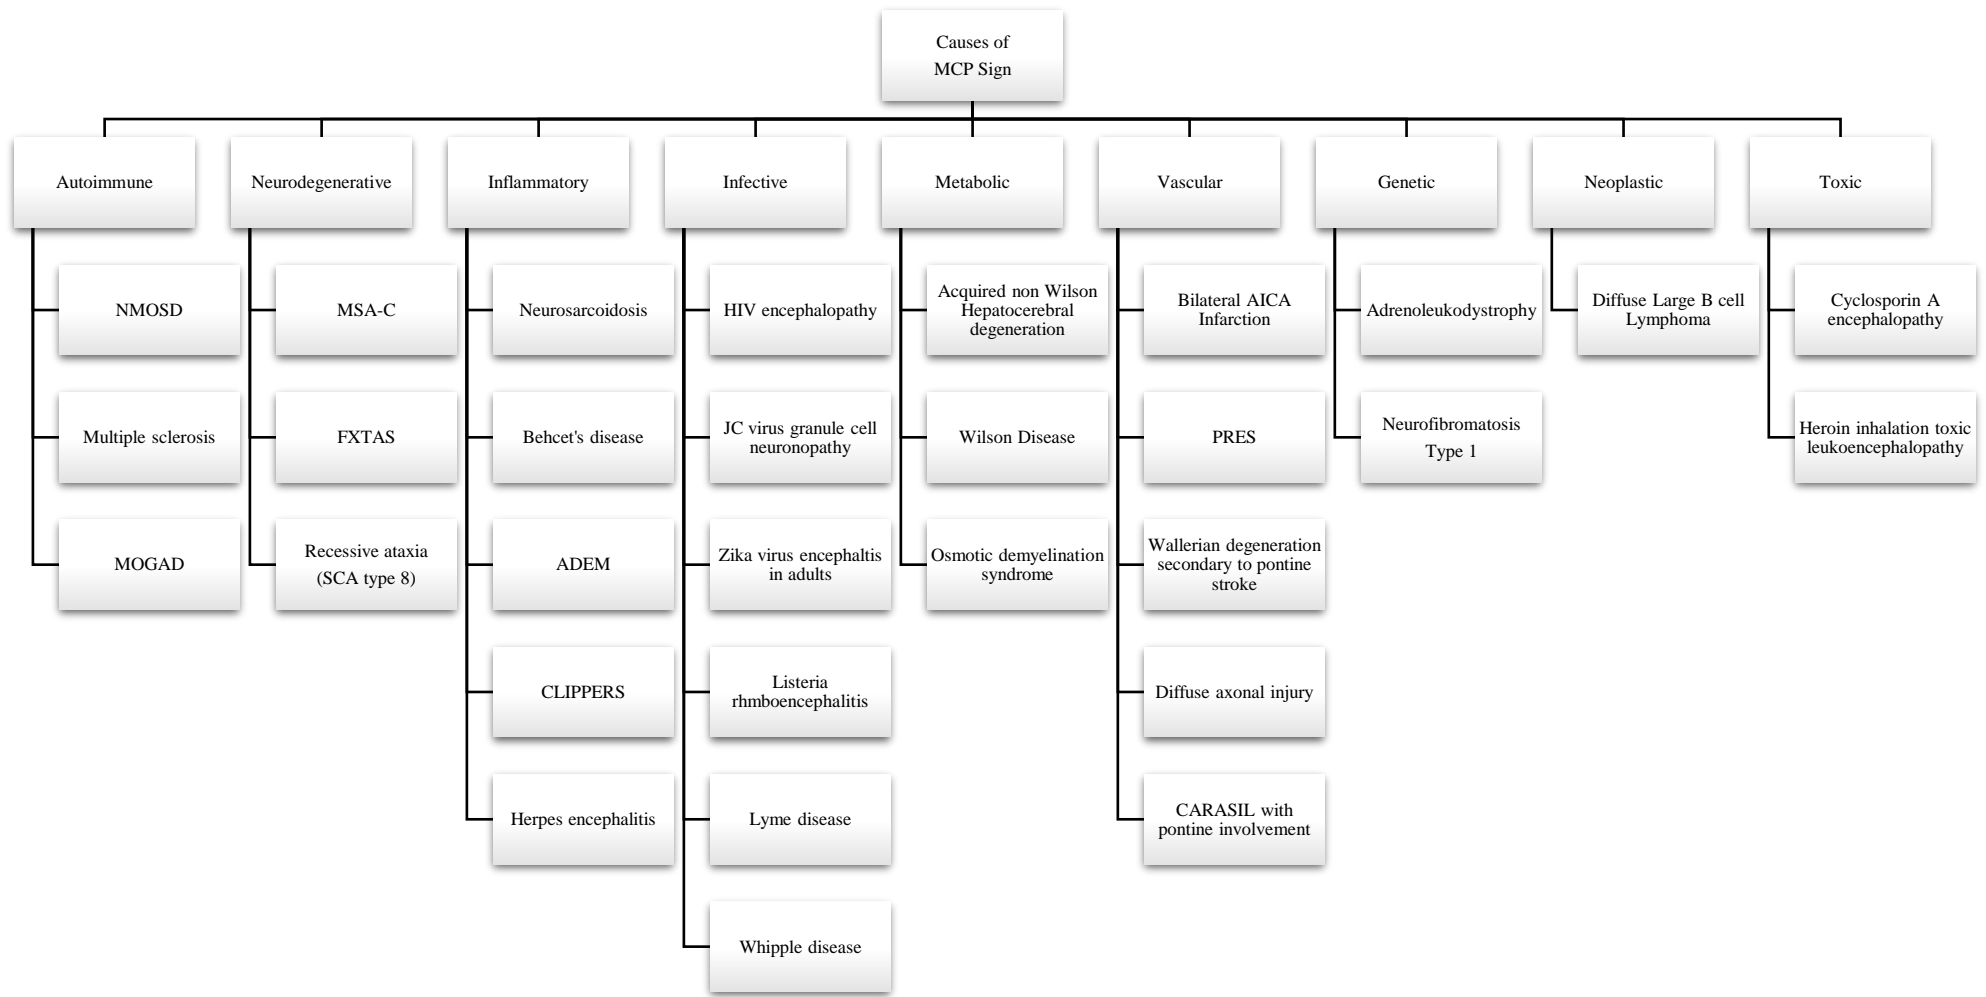 Causes of
MCP Sign
Autoimmune
Neurodegenerative
Inflammatory
Infective
Metabolic
Vascular
Genetic
Neoplastic
Toxic
NMOSD
Multiple sclerosis
MOGAD
MSA-C
FXTAS
Recessive ataxia
(SCA type 8)
Neurosarcoidosis
Behcet's disease
ADEM
CLIPPERS
Herpes encephalitis
HIV encephalopathy
JC virus granule cell
neuronopathy
Zika virus encephaltis
in adults
Listeria
rhmboencephalitis
Lyme disease
Whipple disease
Acquired non Wilson
Hepatocerebral
degeneration
Wilson Disease
Osmotic demyelination
syndrome
Bilateral AICA
Infarction
PRES
Wallerian degeneration
secondary to pontine
stroke
Diffuse axonal injury
CARASIL with
pontine involvement
Adrenoleukodystrophy
Neurofibromatosis
Type 1
Diffuse Large B cell
Lymphoma
Cyclosporin A
encephalopathy
Heroin inhalation toxic
leukoencephalopathy